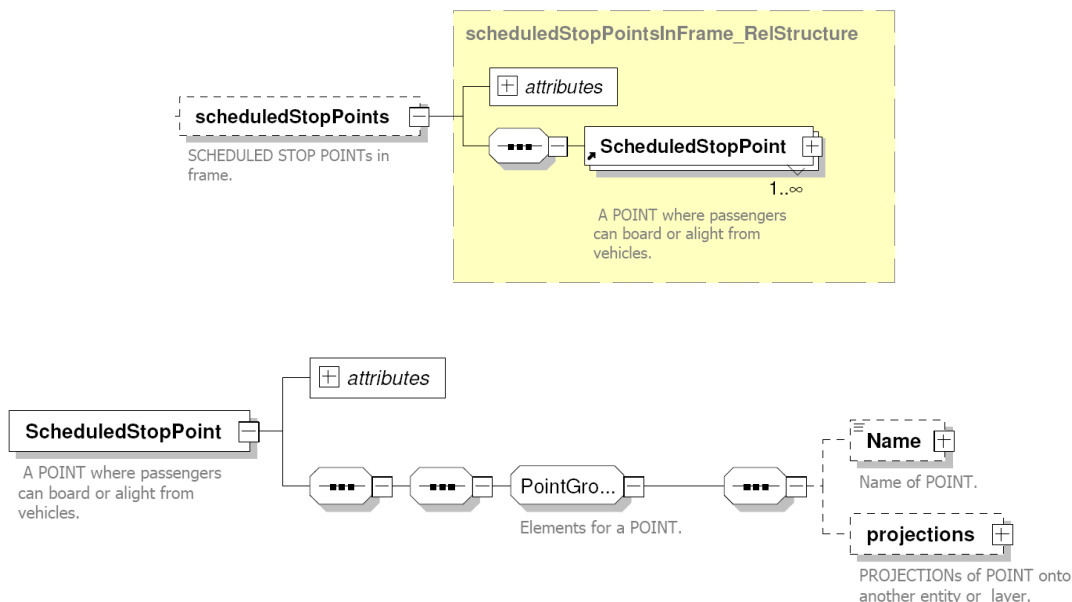 scheduledStopPointsInFrame_RelStructure
attributes
scheduledStopPoints
SCHEDULED STOP POINTs in
frame.
ScheduledStopPoint
1..∞
A POINT where passengers
can board or alight from
vehicles.
attributes
ScheduledStopPoint
A POINT where passengers
can board or alight from
vehicles.
PointGro...
Elements for a POINT.
Name
Name of POINT.
projections
PROJECTIONs of POINT onto
another entity or layer.